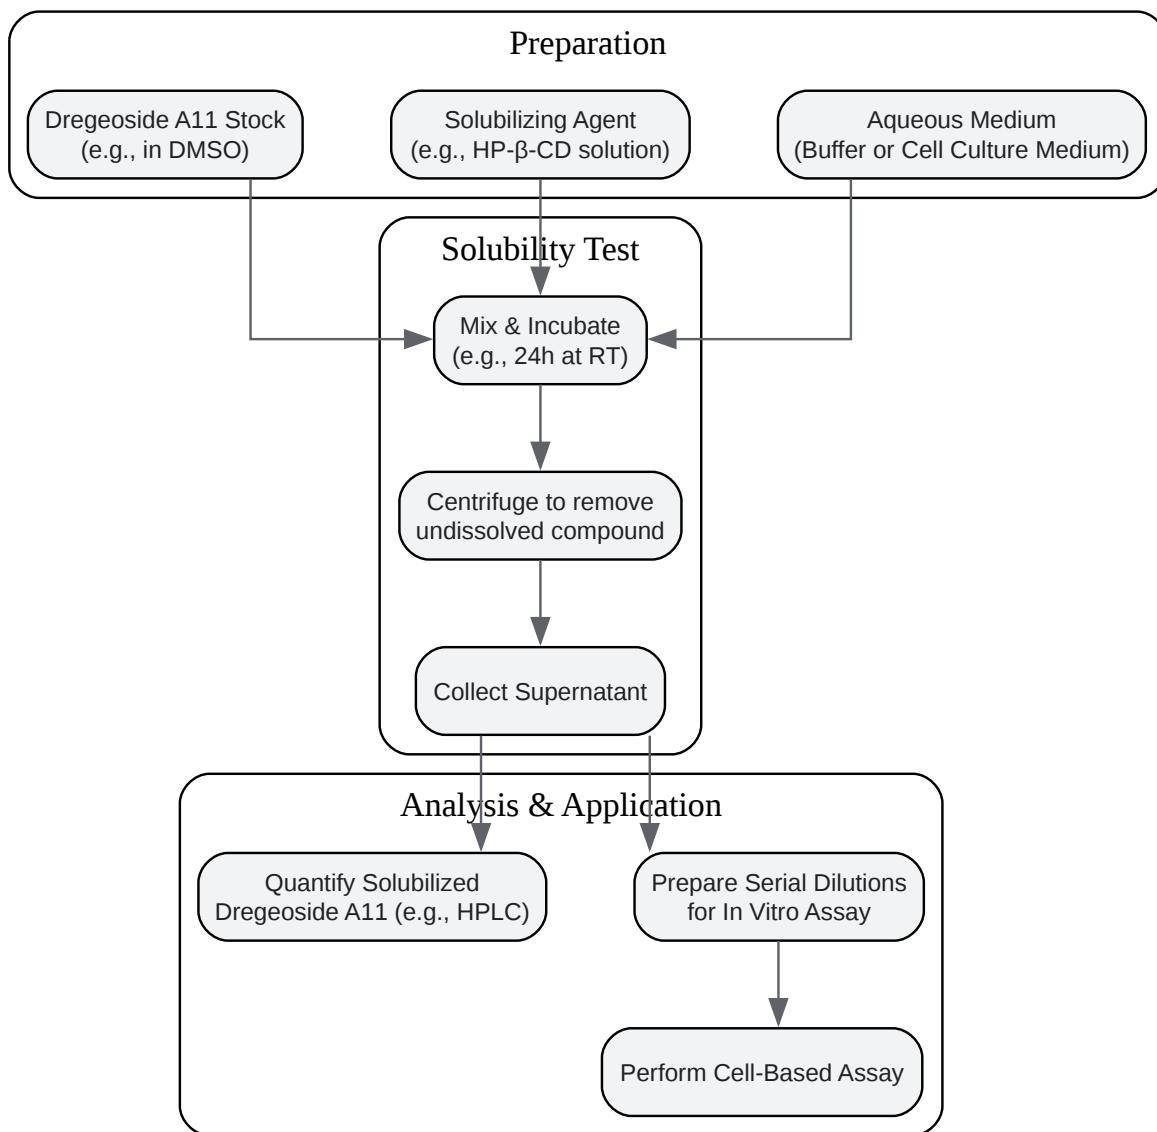 Preparation
Dregeoside A11 Stock
(e.g., in DMSO)
Solubilizing Agent
(e.g., HP-β-CD solution)
Aqueous Medium
(Buffer or Cell Culture Medium)
Solubility Test
Mix & Incubate
(e.g., 24h at RT)
Centrifuge to remove
undissolved compound
Collect Supernatant
Analysis & Application
Quantify Solubilized
Dregeoside A11 (e.g., HPLC)
Prepare Serial Dilutions
for In Vitro Assay
Perform Cell-Based Assay